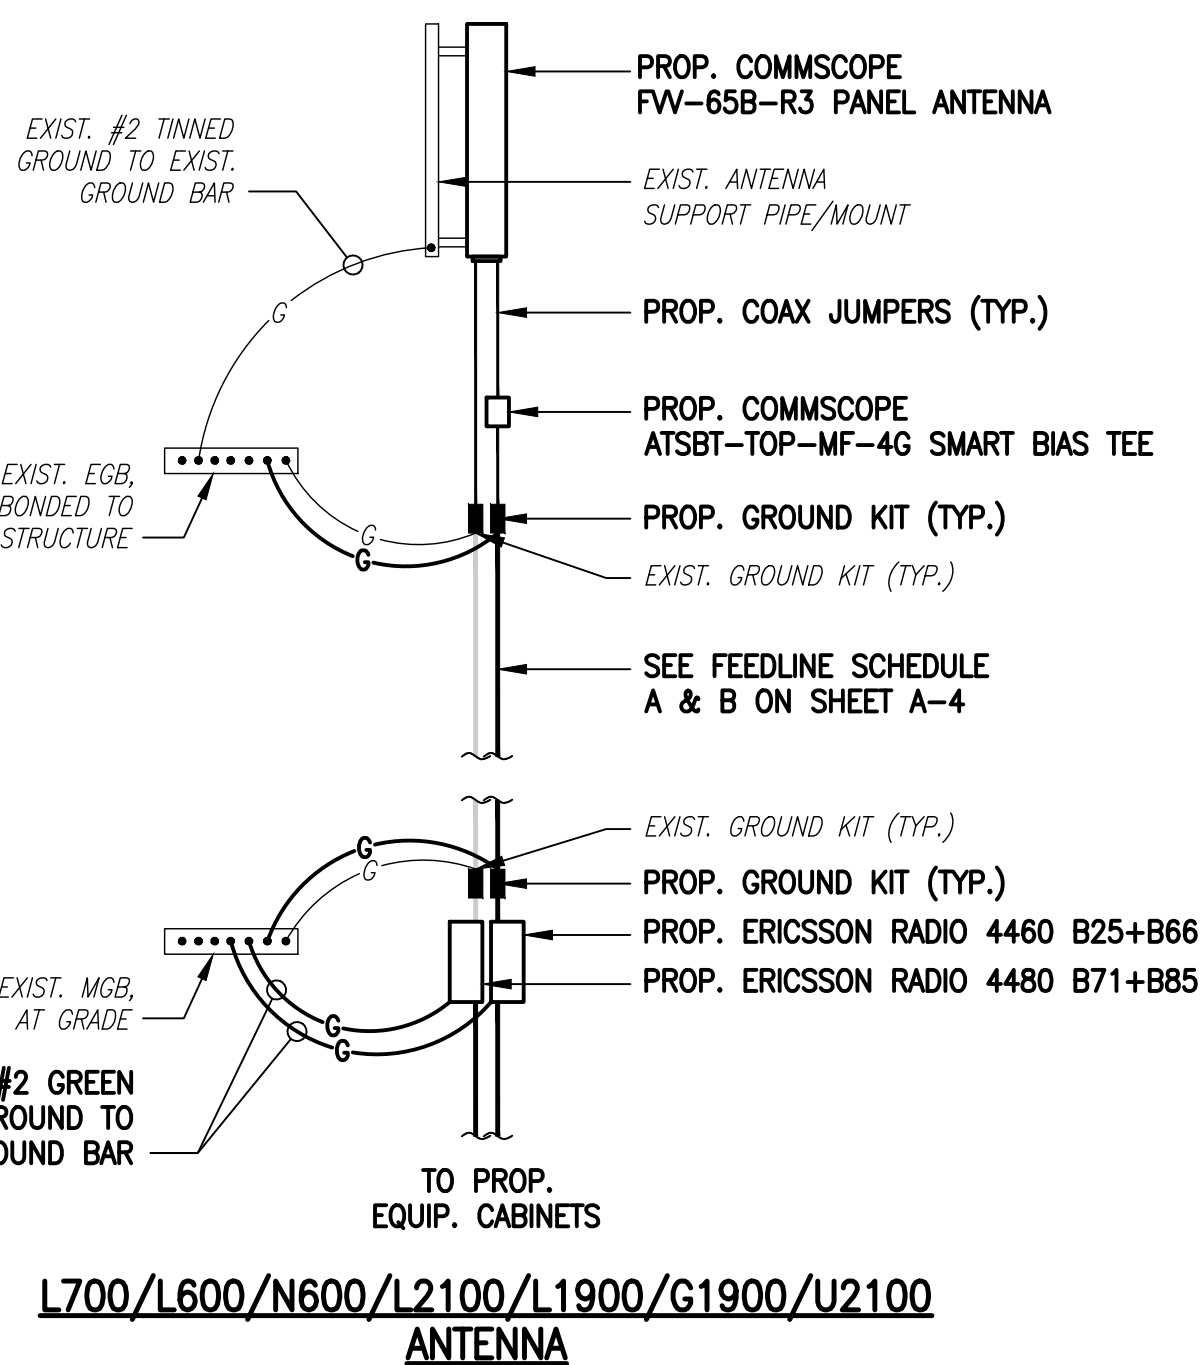 PROP. COMMSCOPE
FVV-65B-R3 PANEL ANTENNA
EXIST. #2 TINNED
GROUND TO EXIST.
GROUND BAR
EXIST. ANTENNA
SUPPORT PIPE/MOUNT
G
PROP. COAX JUMPERS (TYP.)
PROP. COMMSCOPE
ATSBT-TOP-MF-4G SMART BIAS TEE
EXIST. EGB,
BONDED TO
STRUCTURE
PROP. GROUND KIT (TYP.)
G
G
EXIST. GROUND KIT (TYP.)
SEE FEEDLINE SCHEDULE
A & B ON SHEET A-4
EXIST. GROUND KIT (TYP.)
G
G
PROP. GROUND KIT (TYP.)
PROP. ERICSSON RADIO 4460 B25+B66
PROP. ERICSSON RADIO 4480 B71+B85
EXIST. MGB,
AT GRADE
G
G
#2 GREEN
ROUND TO
OUND BAR
TO PROP.
EQUIP. CABINETS
L700/L600/N600/L2100/L1900/G1900/U2100
ANTENNA